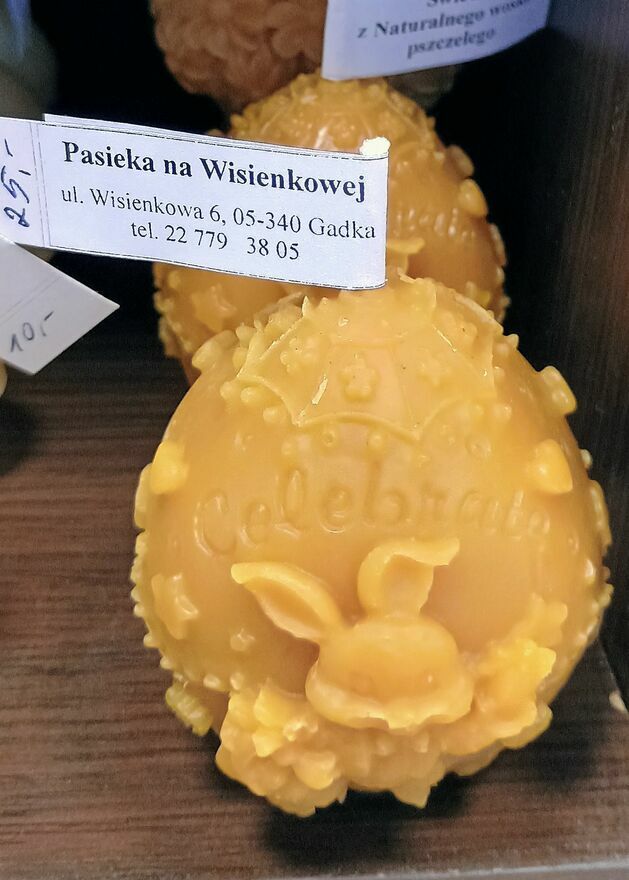 z Naturalnego wosku
pszczelego
Pasieka na Wisienkowej
ul. Wisienkowa 6, 05-340 Gadka
tel. 22 779 38 05
25,-
10,-
Celebrate